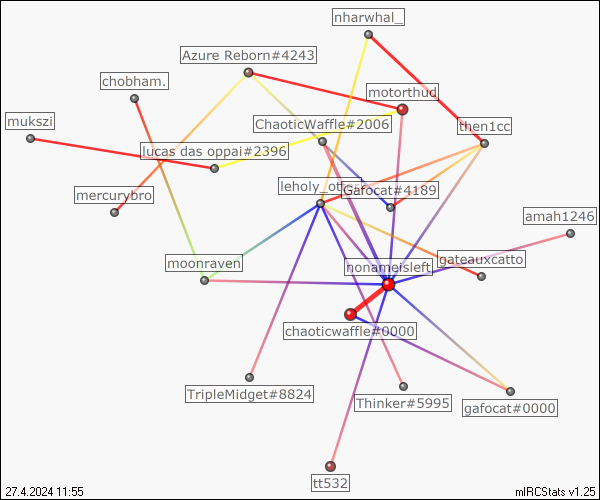 nharwhal_
Azure Reborn#4243
chobham.
motorthud
mukszi
ChaoticWaffle#2006
then1cc
lucas das oppai#2396
leholy_
Gafocat#4189
mercurybro
amah1246
moonraven
nonameisleft
gateauxcatto
chaoticwaffle#0000
TripleMidget#8824
Thinker#5995
gafocat#0000
tt532
27.4.2024 11:55
mIRCStats v1.25